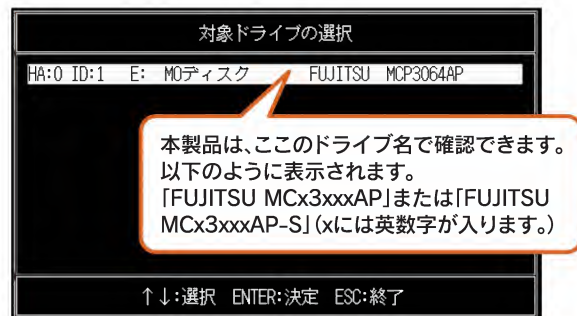 対象ドライブの選択
HA:0 ID:1 E: MOディスク FUJITSU MCP3064AP
本製品は、ここのドライブ名で確認できます。
以下のように表示されます。
「FUJITSU MCx3xxxAP」または「FUJITSU
MCx3xxxAP-S」(xには英数字が入ります。)
↑↓:選択 ENTER:決定 ESC:終了